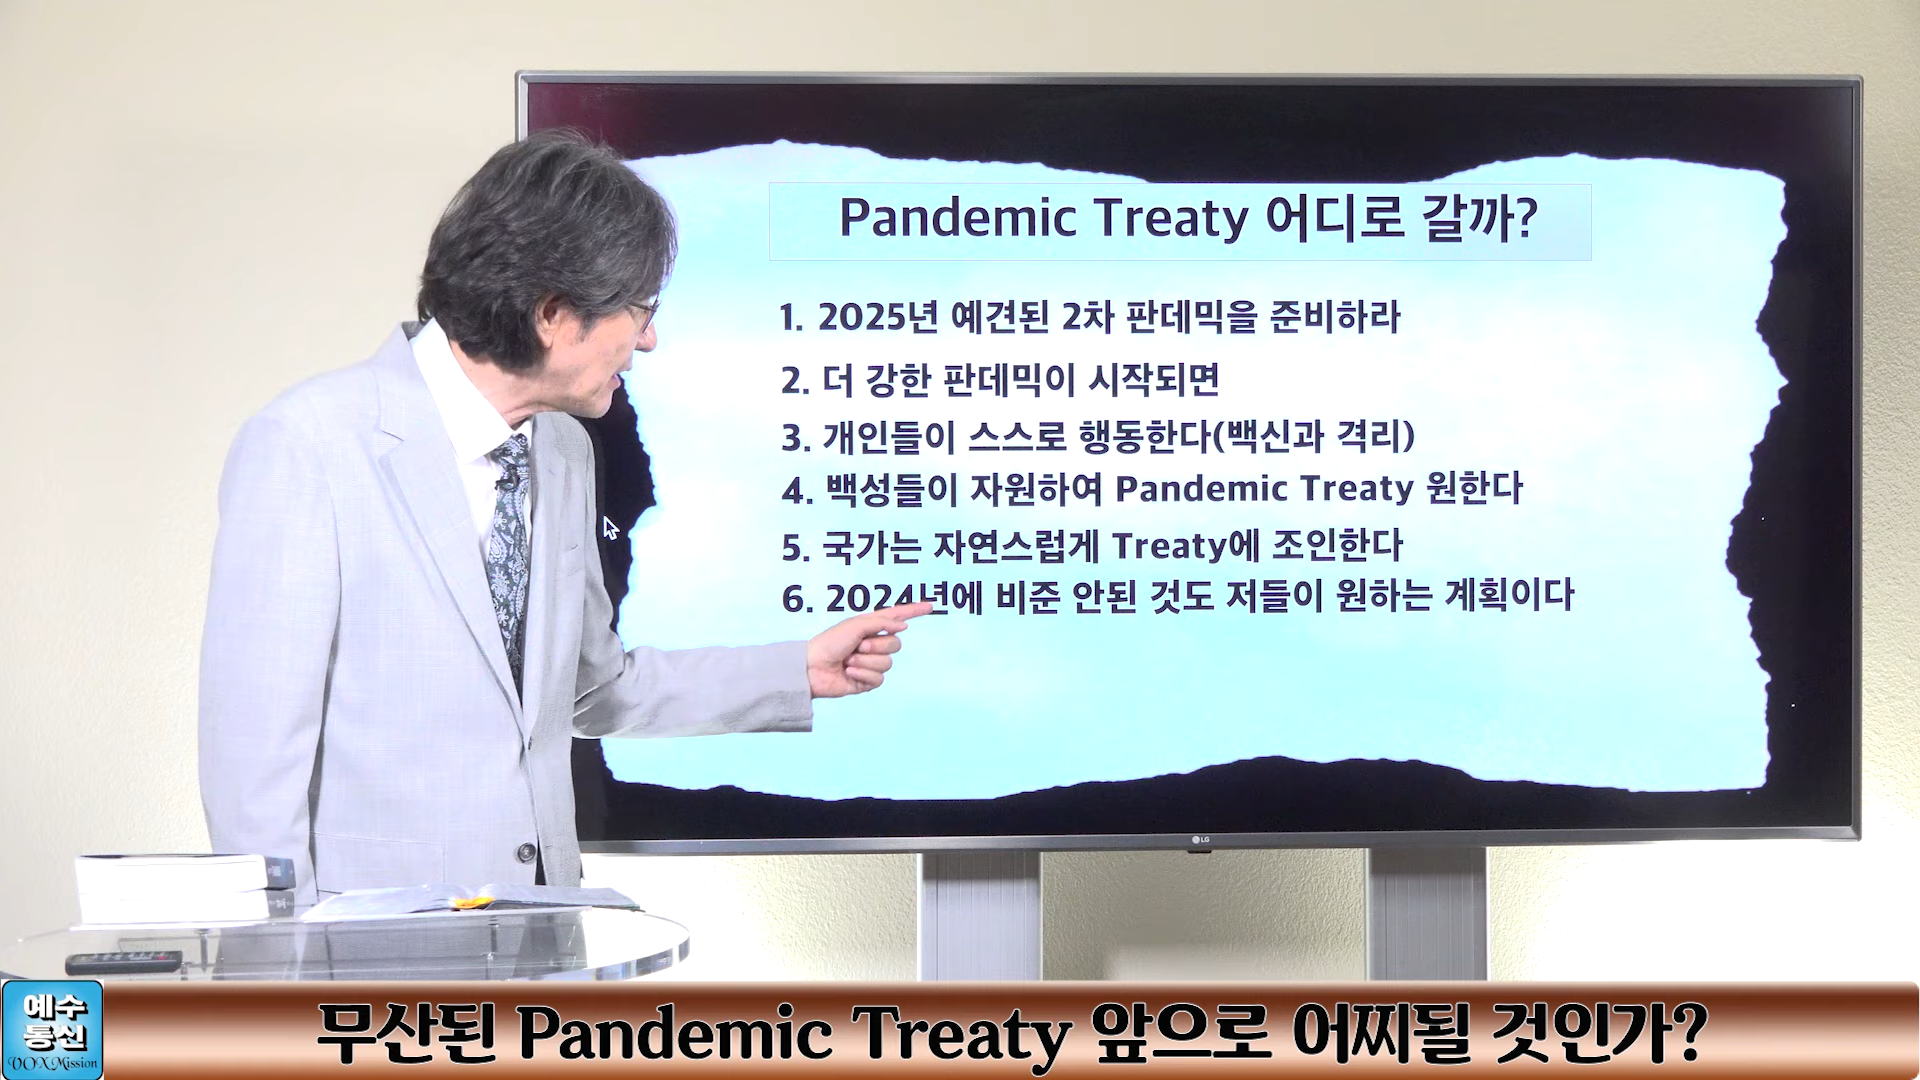 Pandemic Treaty 어디로 갈까?
1. 2025년 예견된 2차 판데믹을 준비하라
2. 더 강한 판데믹이 시작되면
3. 개인들이 스스로 행동한다(백신과 격리)
4. 백성들이 자원하여 Pandemic Treaty 원한다
5. 국가는 자연스럽게 Treaty에 조인한다
6. 2024년에 비준 안된 것도 저들이 원하는 계획이다
LG
예수
통신
VOX Mission
무산된 Pandemic Treaty 앞으로 어찌될 것인가?